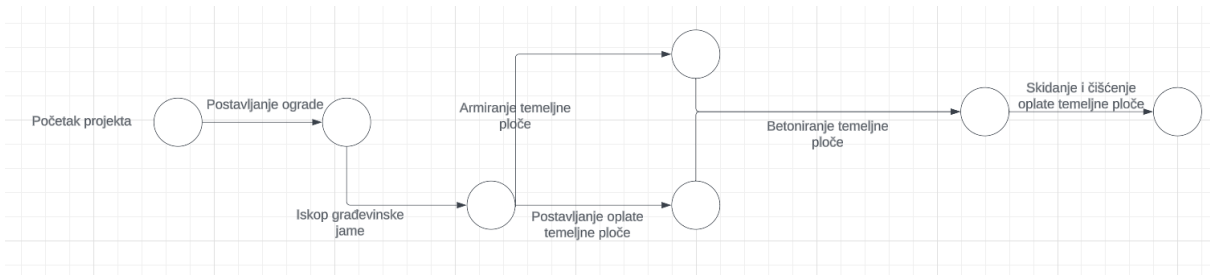 Početak projekta
Postavljanje ograde
Iskop građevinske
jame
Armiranje temeljne
ploče
Postavljanje oplate
temeljne ploče
Betoniranje temeljne
ploče
Skidanje i čišćenje
oplate temeljne ploče